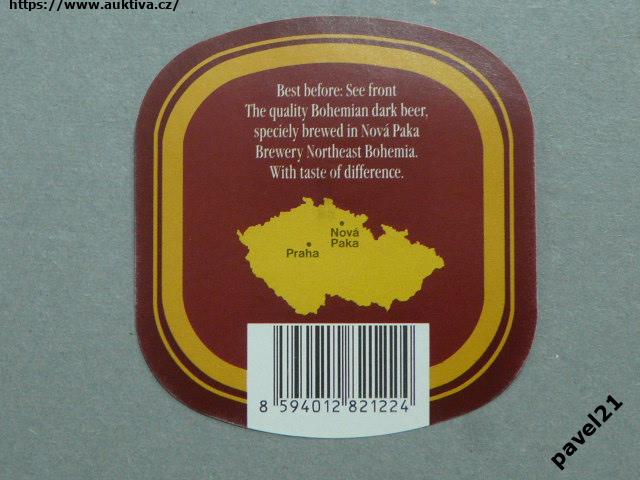 https://www.auktiva.cz/
Best before: See front
The quality Bohemian dark beer,
speciely brewed in Nová Paka
Brewery Northeast Bohemia.
With taste of difference.
Nová
Paka
Praha
8 594012 821224
pavel21